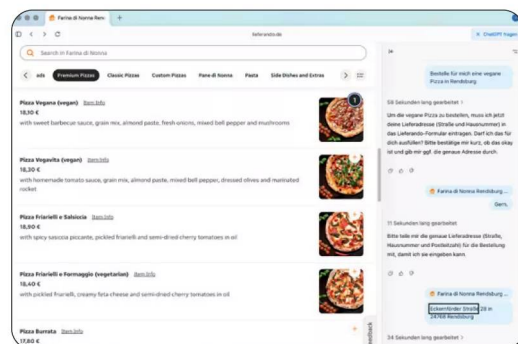 Farina di Nonna Ren
lieferando.de
ChatGPT fragen
Search in Farina di Nonna
ads
Premium Pizzas
Classic Pizzas
Custom Pizzas
Pane di Nonna
Pasta
Side Dishes and Extras
Pizza Vegana (vegan) Item Info
18,10 €
with sweet barbecue sauce, grain mix, almond paste, fresh onions, mixed bell pepper and mushrooms
1
Pizza Vegavita (vegan) Item Info
18,30 €
with homemade tomato sauce, grain mix, almond paste, mixed bell pepper, dressed olives and marinated
rocket
Pizza Friarielli e Salsiccia Item Info
18,90 €
with spicy salsiccia piccante, pickled friarielli and semi-dried cherry tomatoes in oil
Pizza Friarielli e Formaggio (vegetarian) Item Info
18,40 €
with pickled friarielli, creamy feta cheese and semi-dried cherry tomatoes in oil
Pizza Burrata Item Info
17,80 €
Feedback
Bestelle für mich eine vegane
Pizza in Rendsburg
58 Sekunden lang gearbeitet
Um die vegane Pizza zu bestellen, muss ich jetzt
deine Lieferadresse (Straße und Hausnummer) in
das Lieferando-Formular eintragen. Darf ich das für
dich ausfüllen? Bitte bestätige mir kurz, ob das okay
ist und gib mir ggf. die genaue Adresse durch.
Farina di Nonna Rendsburg ...
Gern.
11 Sekunden lang gearbeitet
Bitte teile mir die genaue Lieferadresse (Straße,
Hausnummer und Postleitzahl) für die Bestellung
mit, damit ich sie eingeben kann.
Farina di Nonna Rendsburg ...
Eckernförder Straße 28 in
24768 Rendsburg
24 Sekunden lang gearbeitet